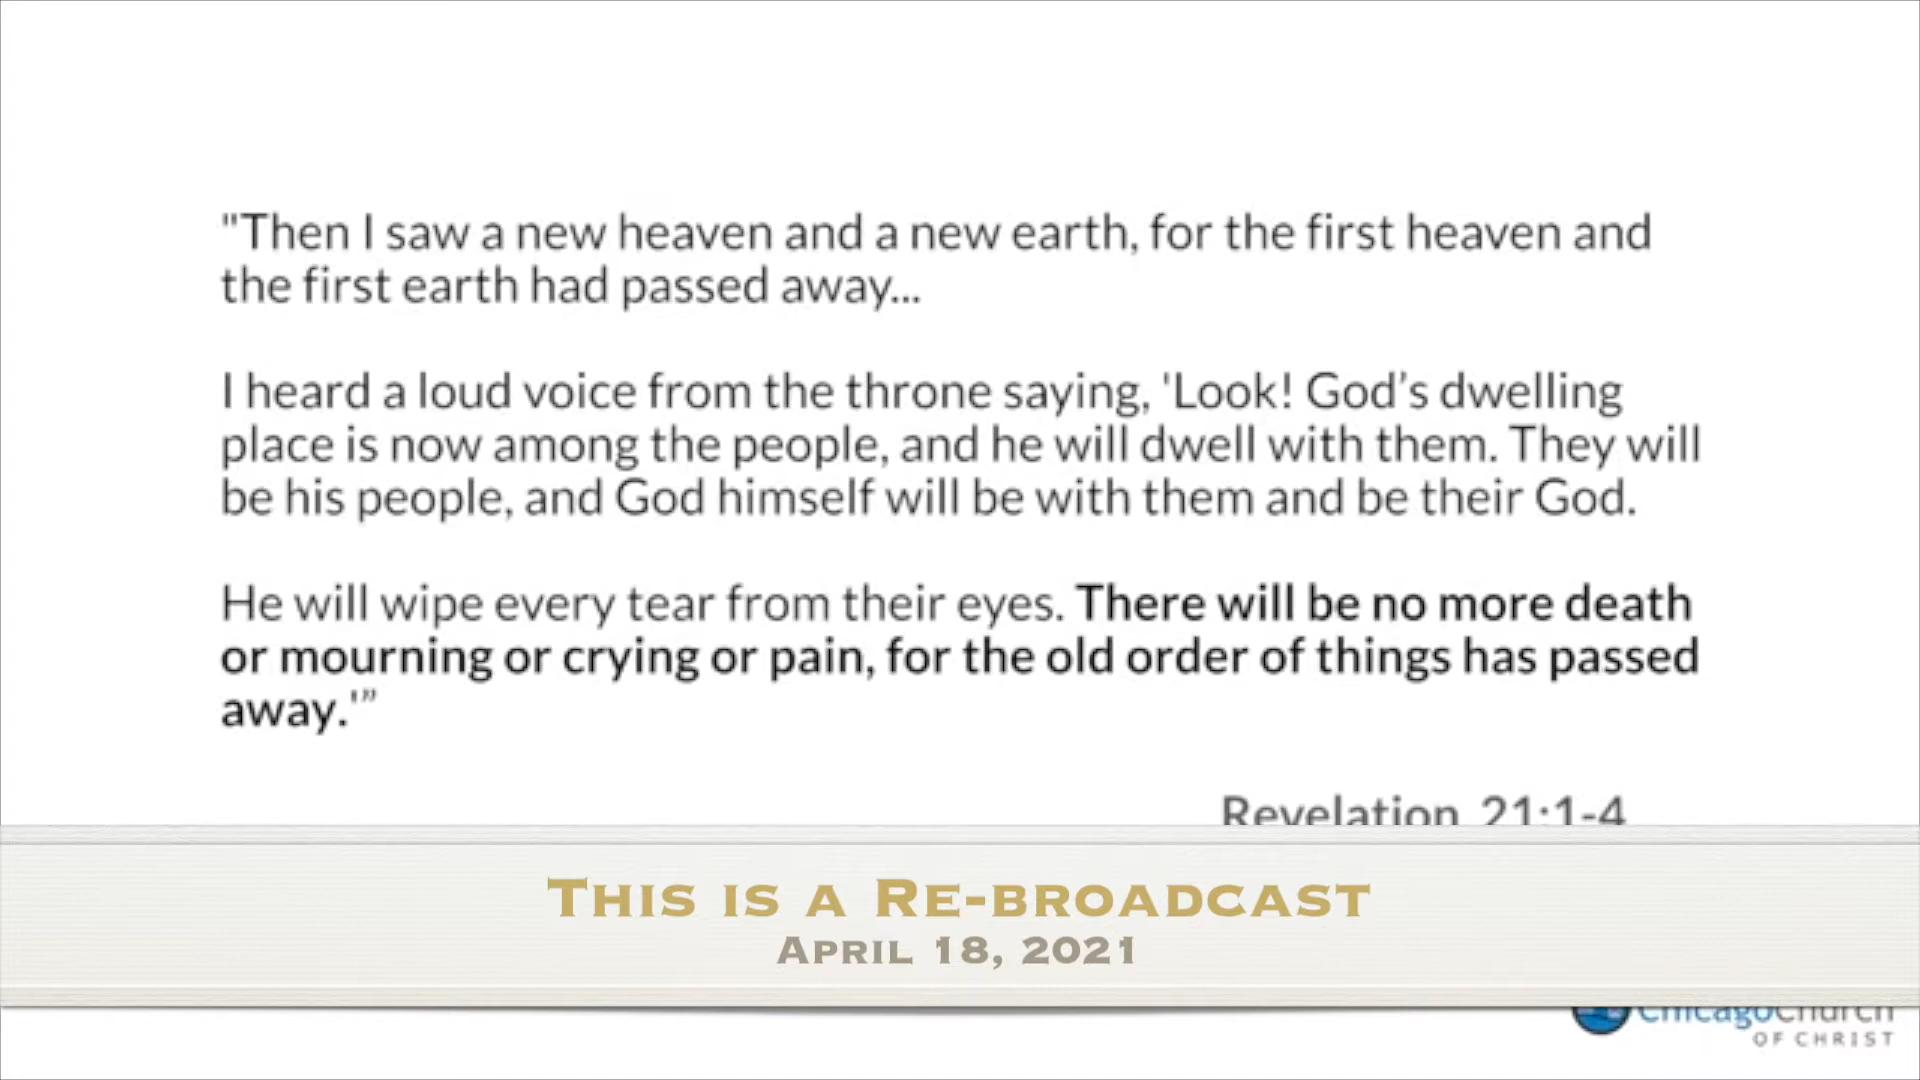 "Then I saw a new heaven and a new earth, for the first heaven and
the first earth had passed away...
I heard a loud voice from the throne saying, 'Look! God’s dwelling
place is now among the people, and he will dwell with them. They will
be his people, and God himself will be with them and be their God.
He will wipe every tear from their eyes. There will be no more death
or mourning or crying or pain, for the old order of things has passed
away.'”
Revelation 21:1-4
THIS IS A RE-BROADCAST
APRIL 18, 2021
ChicagoChurch
OF CHRIST